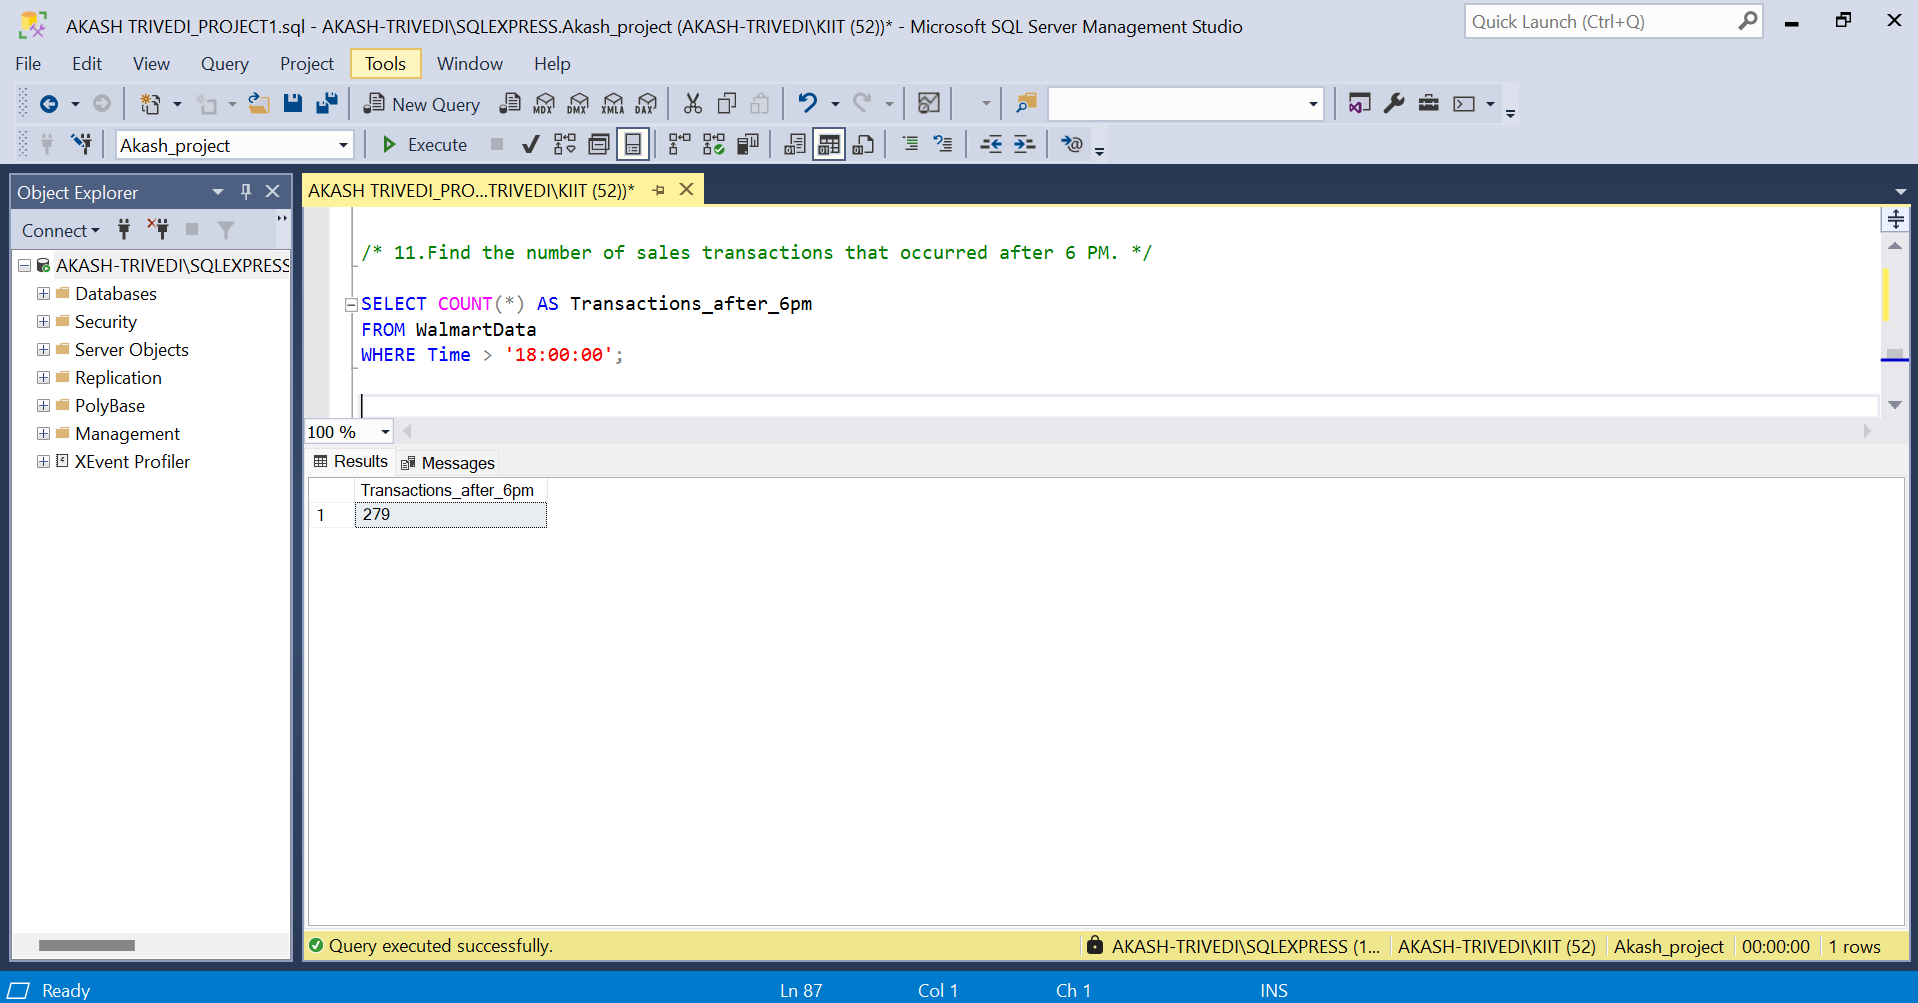 AKASH TRIVEDI_PROJECT1.sql - AKASH-TRIVEDI\SQLEXPRESS.Akash_project (AKASH-TRIVEDI\KIIT (52))* - Microsoft SQL Server Management Studio
Quick Launch (Ctrl+Q)
File Edit View Query Project Tools Window Help
New Query MDX DMX XMLA DAX
Akash_project Execute
Object Explorer
AKASH TRIVEDI_PRO...TRIVEDI\KIIT (52))*
Connect
AKASH-TRIVEDI\SQLEXPRESS
Databases
Security
Server Objects
Replication
PolyBase
Management
XEvent Profiler
/* 11.Find the number of sales transactions that occurred after 6 PM. */
SELECT COUNT(*) AS Transactions_after_6pm
FROM WalmartData
WHERE Time > '18:00:00';
100 %
Results Messages
Transactions_after_6pm
1 279
Query executed successfully.
AKASH-TRIVEDI\SQLEXPRESS (1... AKASH-TRIVEDI\KIIT (52) Akash_project 00:00:00 1 rows
Ready Ln 87 Col 1 Ch 1 INS